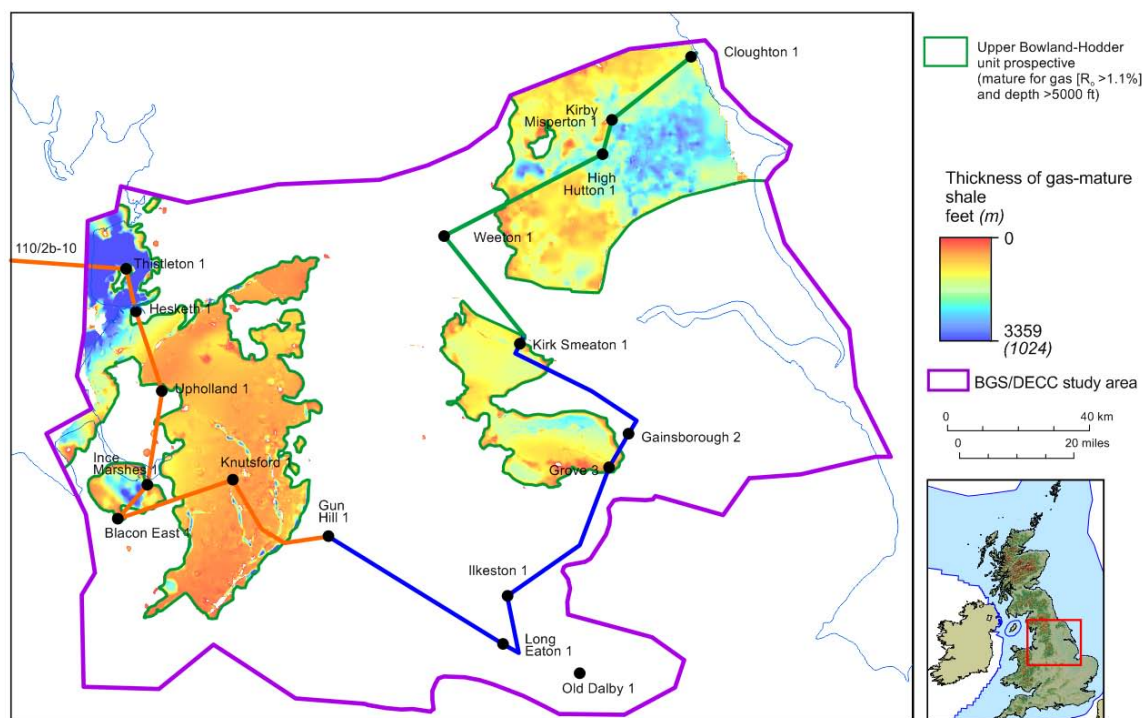 Cloughton 1
Kirby
Misperton 1
High
Hutton 1
Weeton 1
110/2b-10
Thistleton 1
Hesketh 1
Kirk Smeaton 1
Upholland 1
Gainsborough 2
Ince
Marshes 1
Knutsford 1
Grove 3
Blacon East 1
Gun
Hill 1
Ilkeston 1
Long
Eaton 1
Old Dalby 1
Upper Bowland-Hodder
unit prospective
(mature for gas [Rₒ >1.1%]
and depth >5000 ft)
Thickness of gas-mature
shale
feet (m)
0
3359
(1024)
BGS/DECC study area
0 40 km
0 20 miles